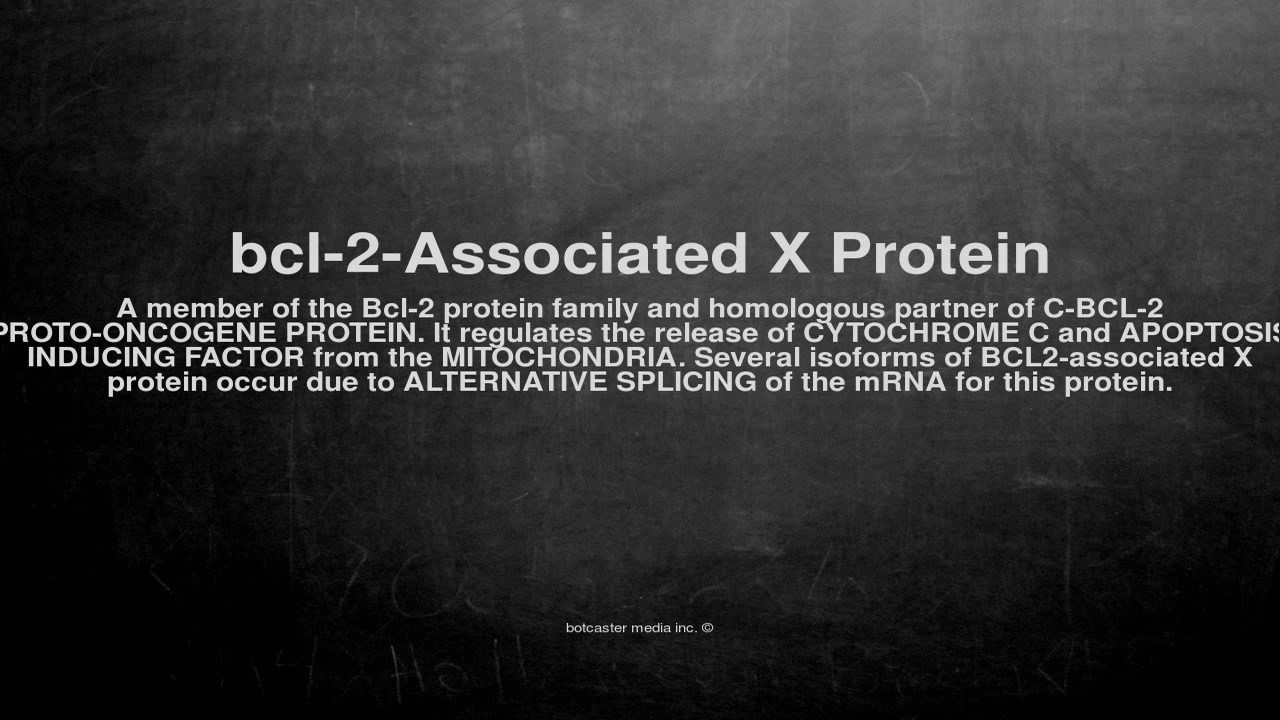 bcl-2-Associated X Protein
A member of the Bcl-2 protein family and homologous partner of C-BCL-2
PROTO-ONCOGENE PROTEIN. It regulates the release of CYTOCHROME C and APOPTOSIS
INDUCING FACTOR from the MITOCHONDRIA. Several isoforms of BCL2-associated X
protein occur due to ALTERNATIVE SPLICING of the mRNA for this protein.
botcaster media inc. ©